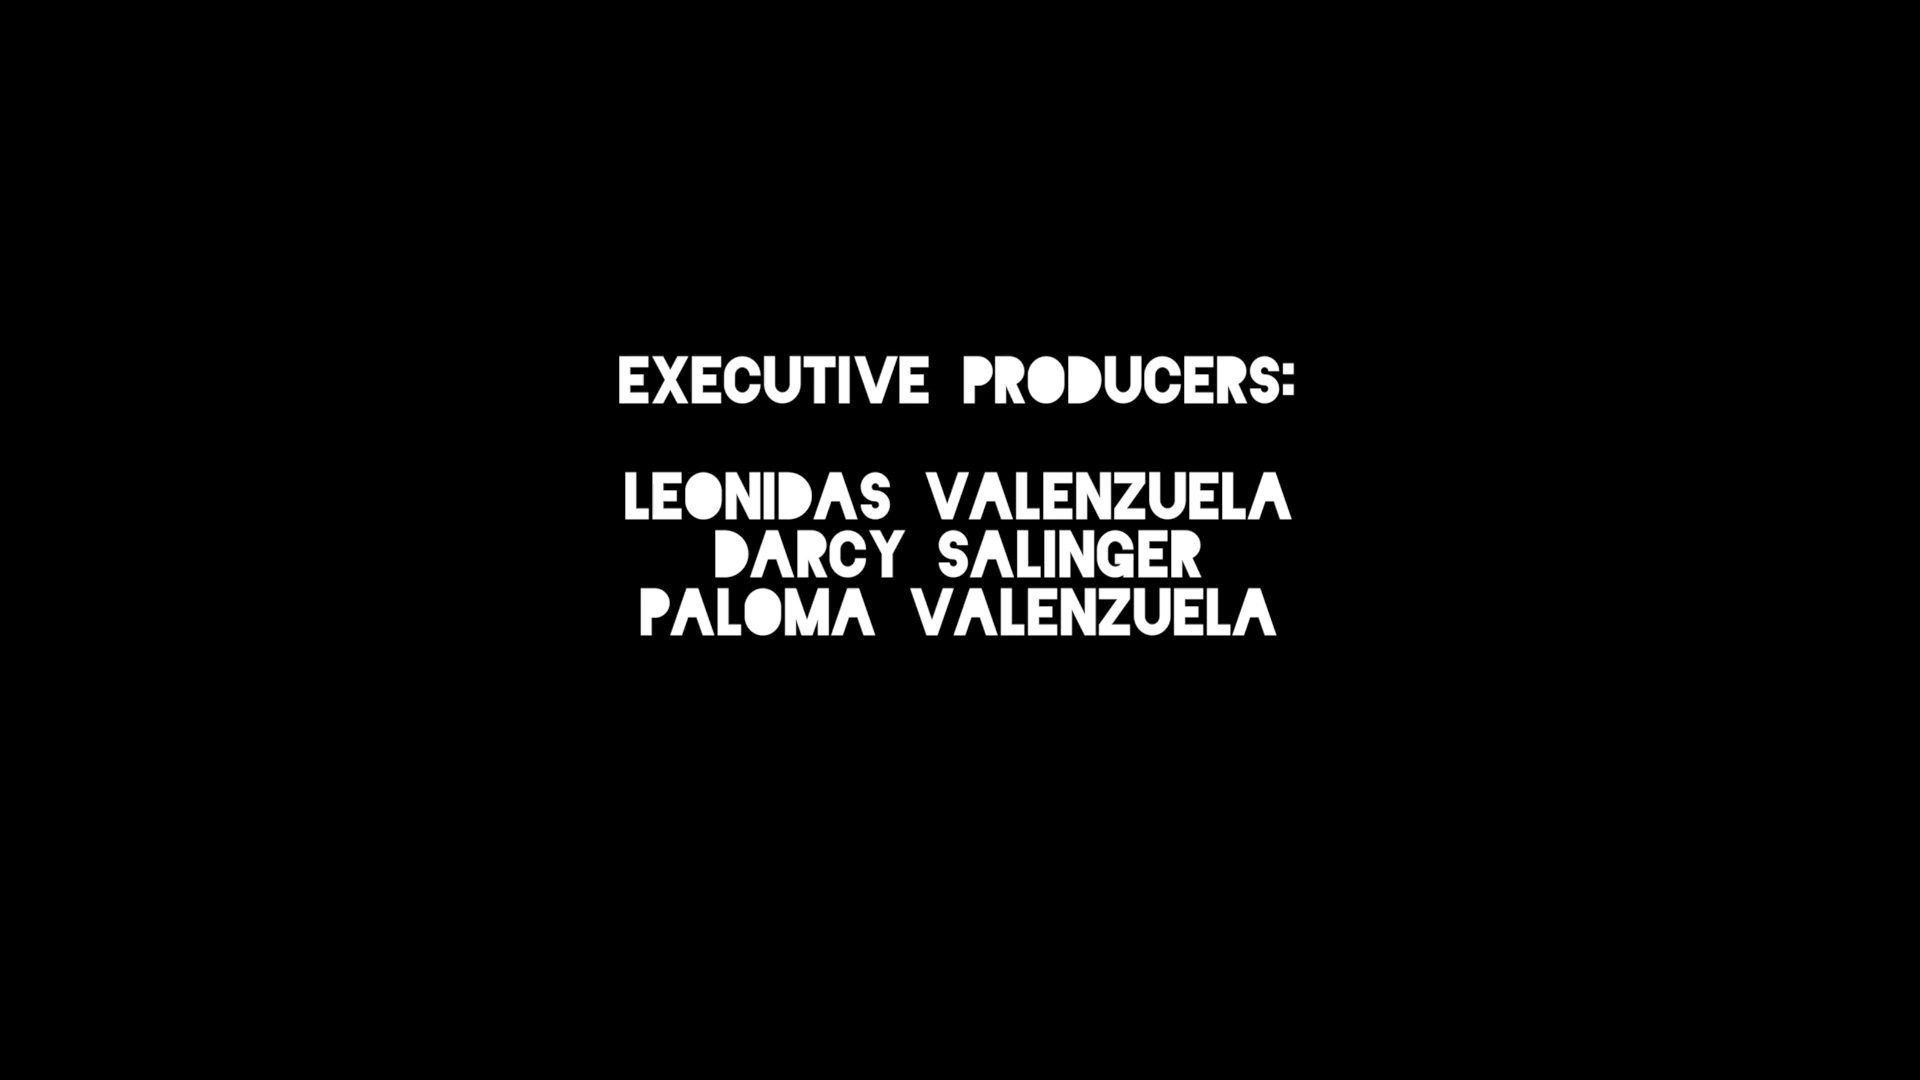 EXECUTIVE PRODUCERS:
LEONIDAS VALENZUELA
DARCY SALINGER
PALOMA VALENZUELA